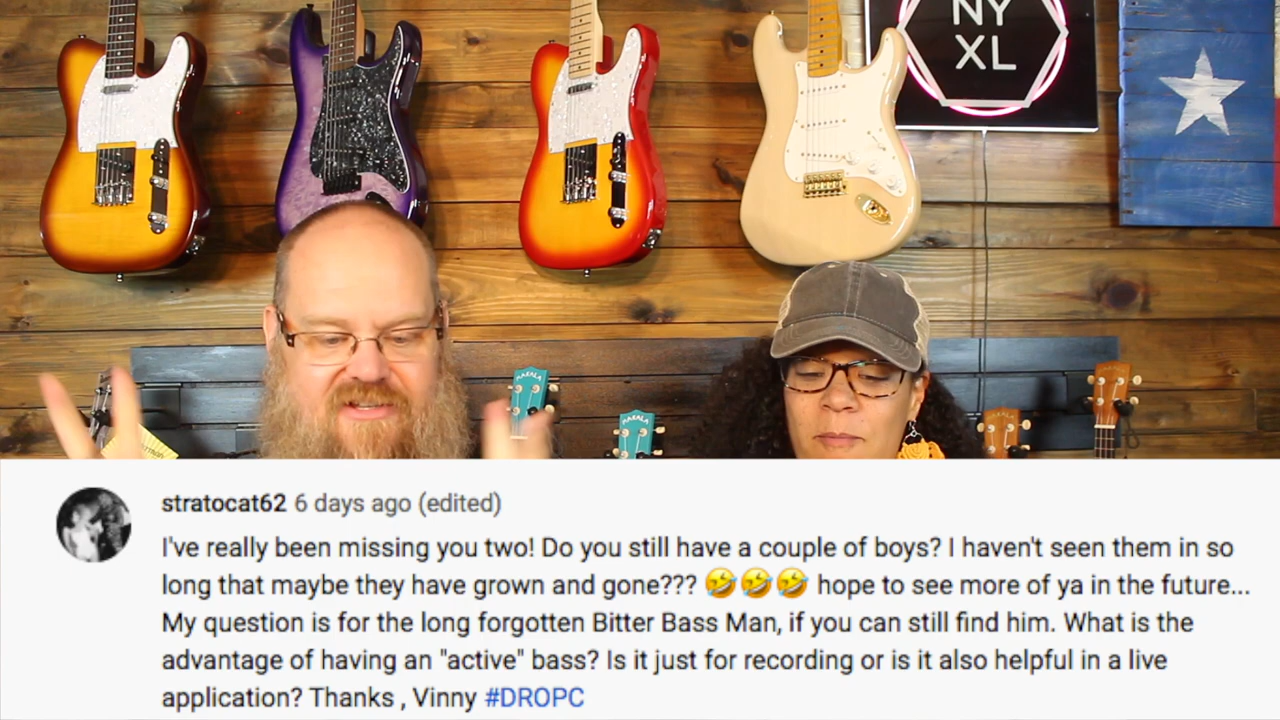 NY
XL
MAKALA
MAKALA
stratocat62 6 days ago (edited)
I've really been missing you two! Do you still have a couple of boys? I haven't seen them in so
long that maybe they have grown and gone??? 🤣🤣🤣 hope to see more of ya in the future...
My question is for the long forgotten Bitter Bass Man, if you can still find him. What is the
advantage of having an "active" bass? Is it just for recording or is it also helpful in a live
application? Thanks , Vinny #DROPC